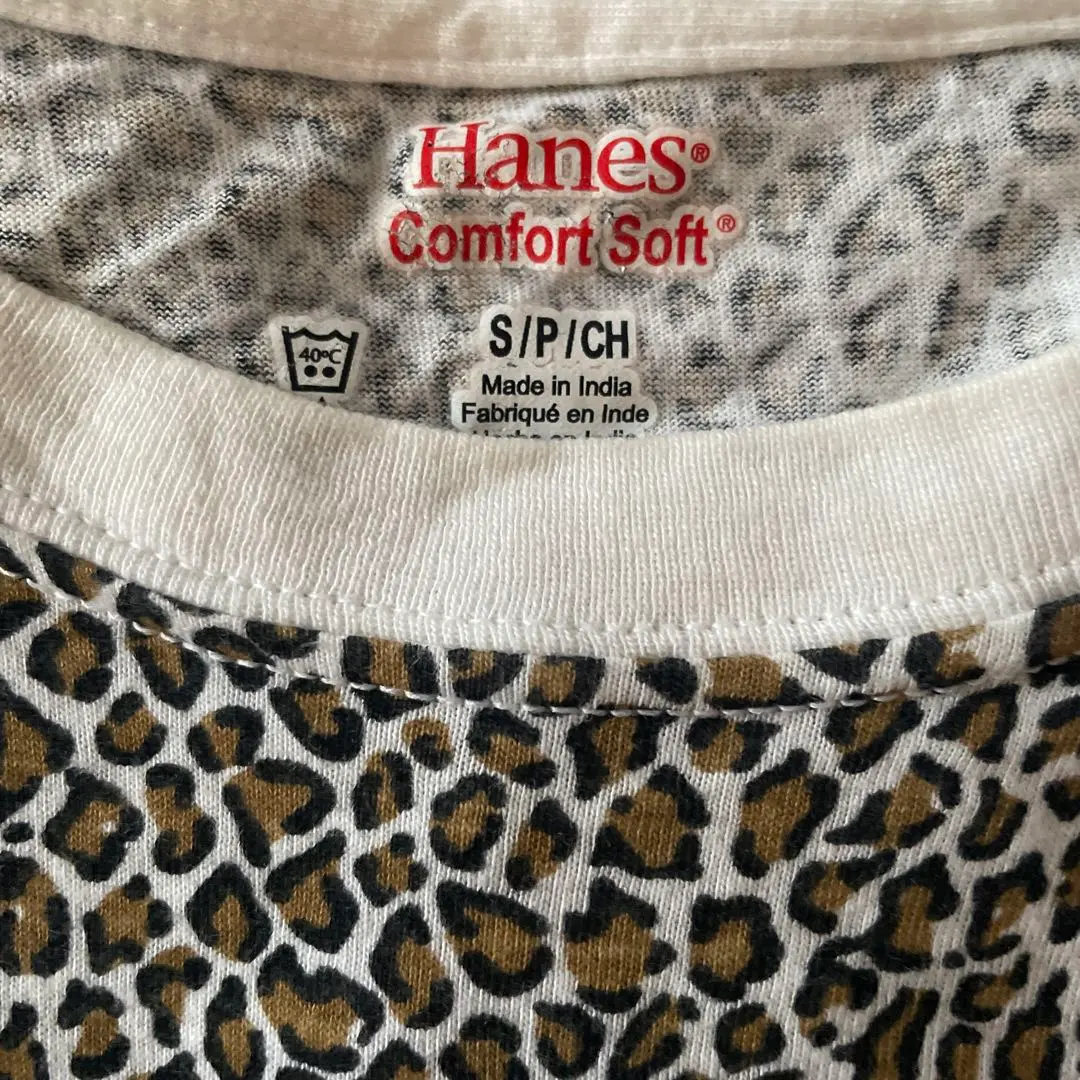 Hanes®
Comfort Soft®
40°C
S/P/CH
Made in India
Fabriqué en Inde